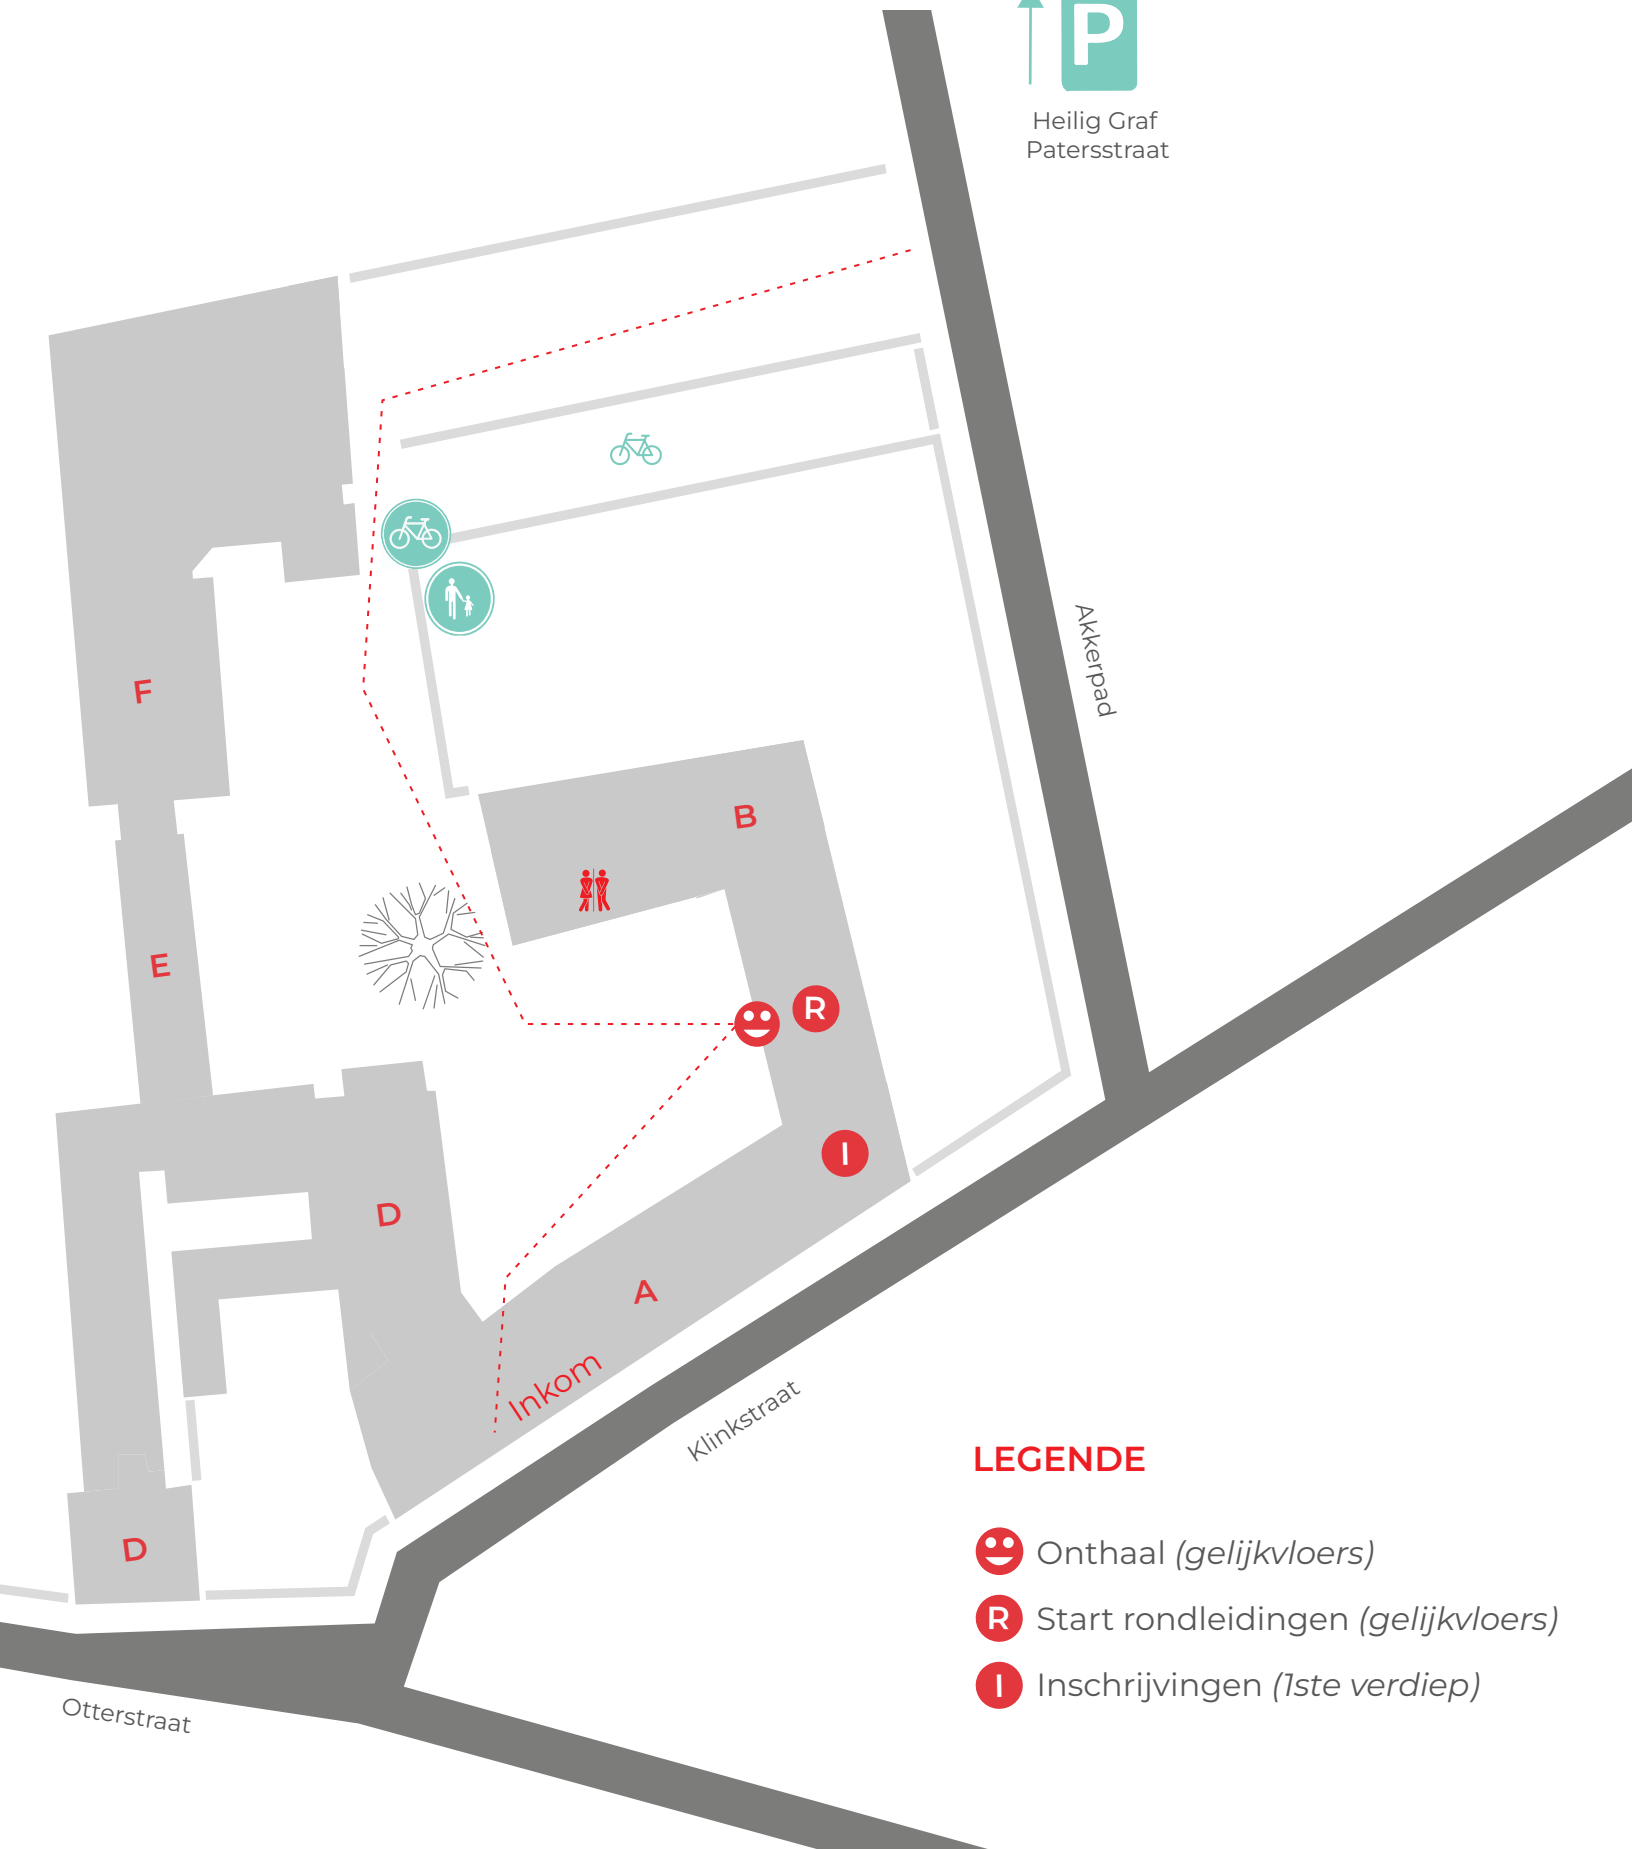 P
Heilig Graf
Patersstraat
Akkerpad
F
B
E
R
I
D
A
Inkom
Klinkstraat
D
Otterstraat
LEGENDE
Onthaal (gelijkvloers)
R Start rondleidingen (gelijkvloers)
I Inschrijvingen (1ste verdiep)